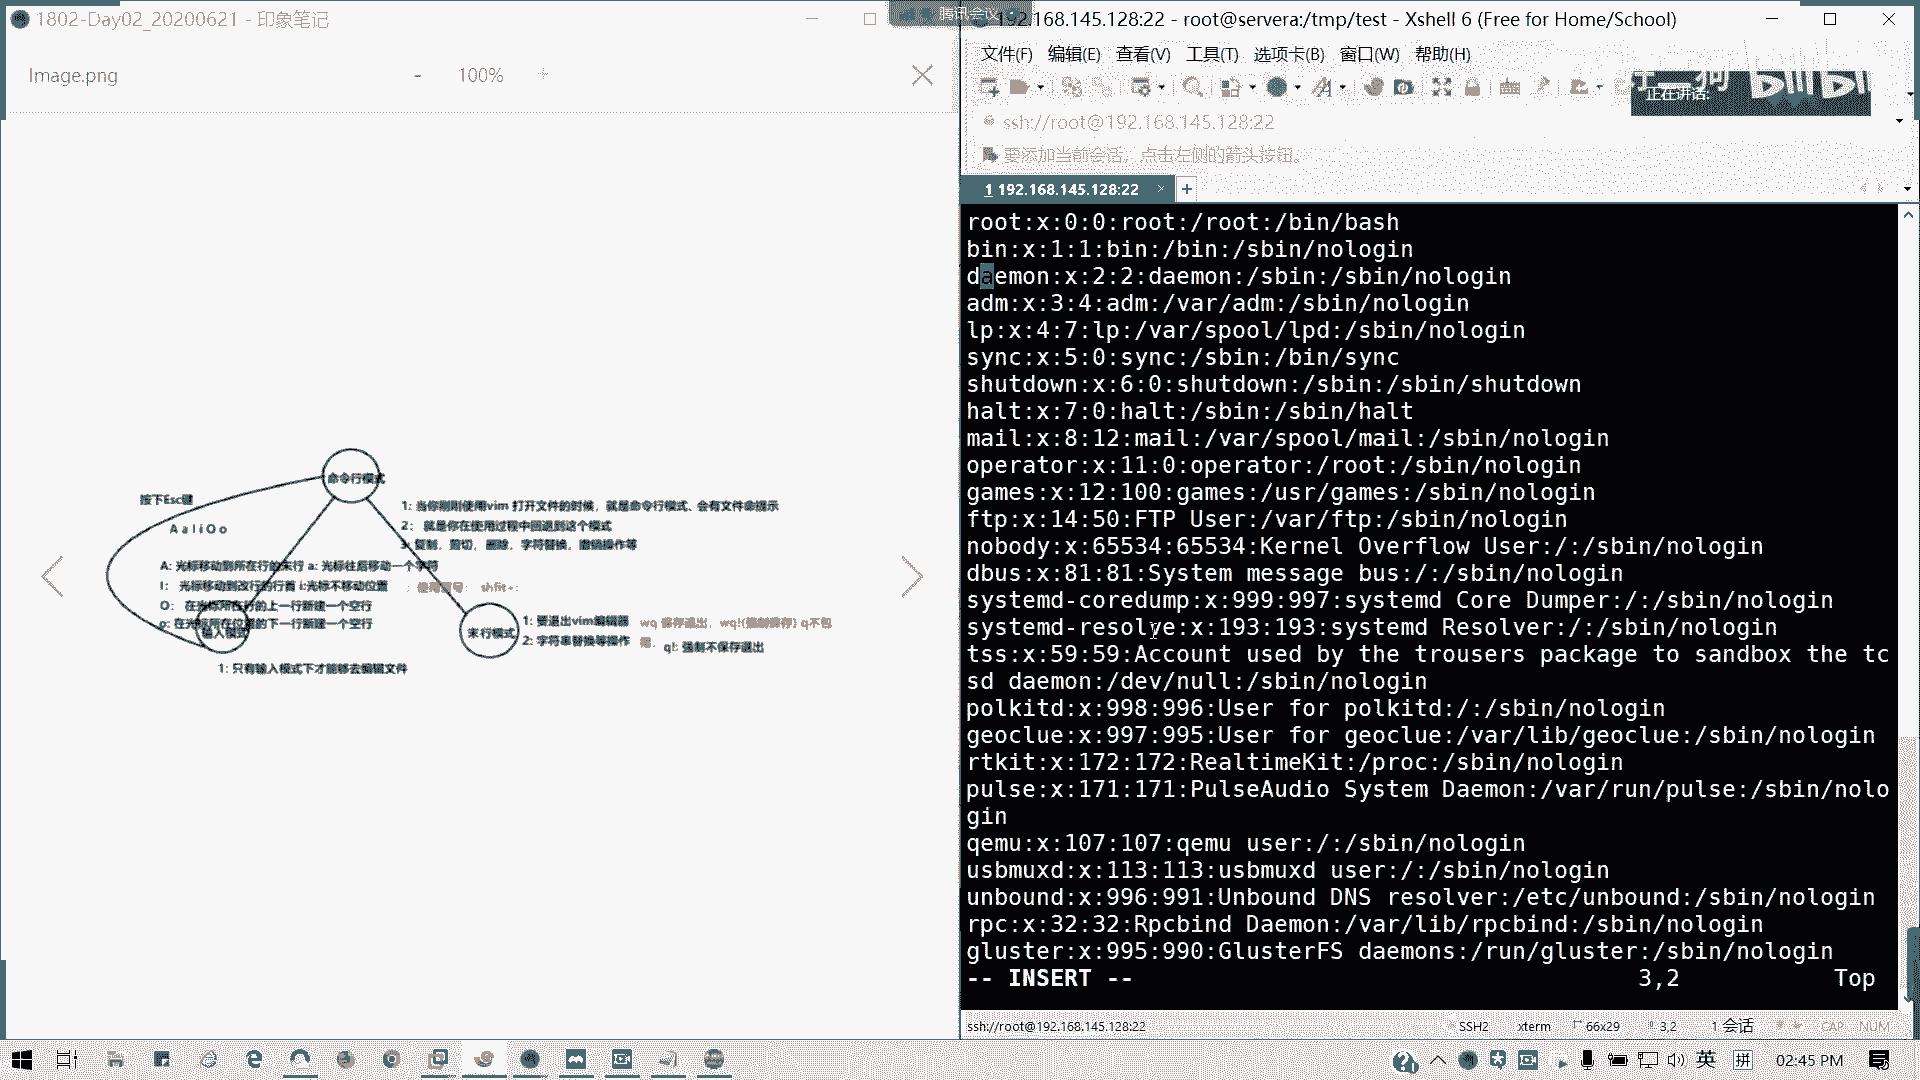 1802-Day02_20200621 - 印象笔记
腾讯会议
192.168.145.128:22 - root@servera:/tmp/test - Xshell 6 (Free for Home/School)
Image.png
- 100% +
文件(F) 编辑(E) 查看(V) 工具(T) 选项卡(B) 窗口(W) 帮助(H)
正在讲话:
ssh://root@192.168.145.128:22
要添加当前会话，点击左侧的箭头按钮。
1 192.168.145.128:22 × +
命令行模式
按下Esc键
A a I i O o
1: 当你刚刚使用vim 打开文件的时候，就是命令行模式、会有文件命提示
2: 就是你在使用过程中回退到这个模式
3: 复制，剪切，删除，字符替换，撤销操作等
A: 光标移动到所在行的末行 a: 光标往后移动一个字符
I: 光标移动到改行的行首 i:光标不移动位置
: 使用冒号: shfit+:
O: 在光标所在行的上一行新建一个空行
o: 在光标所在位置的下一行新建一个空行
输入模式
末行模式
1: 要退出vim编辑器
2: 字符串替换等操作
wq 保存退出，wq!(强制保存) q不包
q!: 强制不保存退出
1: 只有输入模式下才能够去编辑文件
root:x:0:0:root:/root:/bin/bash
bin:x:1:1:bin:/bin:/sbin/nologin
daemon:x:2:2:daemon:/sbin:/sbin/nologin
adm:x:3:4:adm:/var/adm:/sbin/nologin
lp:x:4:7:lp:/var/spool/lpd:/sbin/nologin
sync:x:5:0:sync:/sbin:/bin/sync
shutdown:x:6:0:shutdown:/sbin:/sbin/shutdown
halt:x:7:0:halt:/sbin:/sbin/halt
mail:x:8:12:mail:/var/spool/mail:/sbin/nologin
operator:x:11:0:operator:/root:/sbin/nologin
games:x:12:100:games:/usr/games:/sbin/nologin
ftp:x:14:50:FTP User:/var/ftp:/sbin/nologin
nobody:x:65534:65534:Kernel Overflow User:/:/sbin/nologin
dbus:x:81:81:System message bus:/:/sbin/nologin
systemd-coredump:x:999:997:systemd Core Dumper:/:/sbin/nologin
systemd-resolve:x:193:193:systemd Resolver:/:/sbin/nologin
tss:x:59:59:Account used by the trousers package to sandbox the tc
sd daemon:/dev/null:/sbin/nologin
polkitd:x:998:996:User for polkitd:/:/sbin/nologin
geoclue:x:997:995:User for geoclue:/var/lib/geoclue:/sbin/nologin
rtkit:x:172:172:RealtimeKit:/proc:/sbin/nologin
pulse:x:171:171:PulseAudio System Daemon:/var/run/pulse:/sbin/nolo
gin
qemu:x:107:107:qemu user:/:/sbin/nologin
usbmuxd:x:113:113:usbmuxd user:/:/sbin/nologin
unbound:x:996:991:Unbound DNS resolver:/etc/unbound:/sbin/nologin
rpc:x:32:32:Rpcbind Daemon:/var/lib/rpcbind:/sbin/nologin
gluster:x:995:990:GlusterFS daemons:/run/gluster:/sbin/nologin
-- INSERT -- 3,2 Top
ssh://root@192.168.145.128:22 SSH2 xterm 66x29 3,2 1 会话 CAP NUM
英 拼 02:45 PM